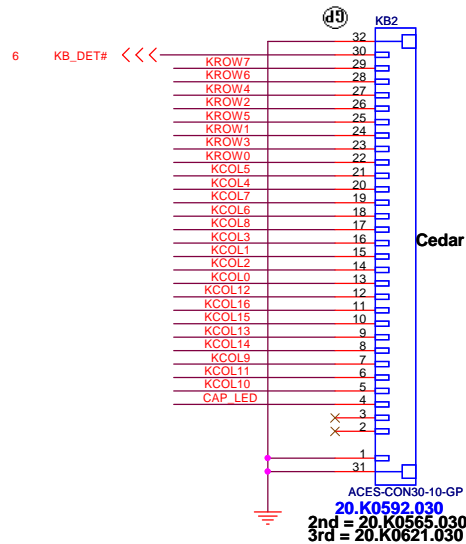 GP
KB2
32
6 KB_DET# 30
KROW7 29
KROW6 28
KROW4 27
KROW2 26
KROW5 25
KROW1 24
KROW3 23
KROW0 22
KCOL5 21
KCOL4 20
KCOL7 19
KCOL6 18
KCOL8 17
KCOL3 16
Cedar
KCOL1 15
KCOL2 14
KCOL0 13
KCOL12 12
KCOL16 11
KCOL15 10
KCOL13 9
KCOL14 8
KCOL9 7
KCOL11 6
KCOL10 5
CAP_LED 4
3
2
1
31
ACES-CON30-10-GP
20.K0592.030
2nd = 20.K0565.030
3rd = 20.K0621.030